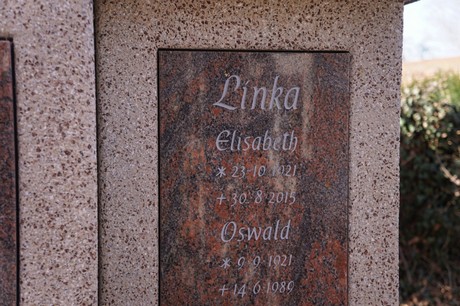 Linka
Elisabeth
* 23·10·1921
+ 30·8·2015
Oswald
* 9·9·1921
+ 14·6·1989